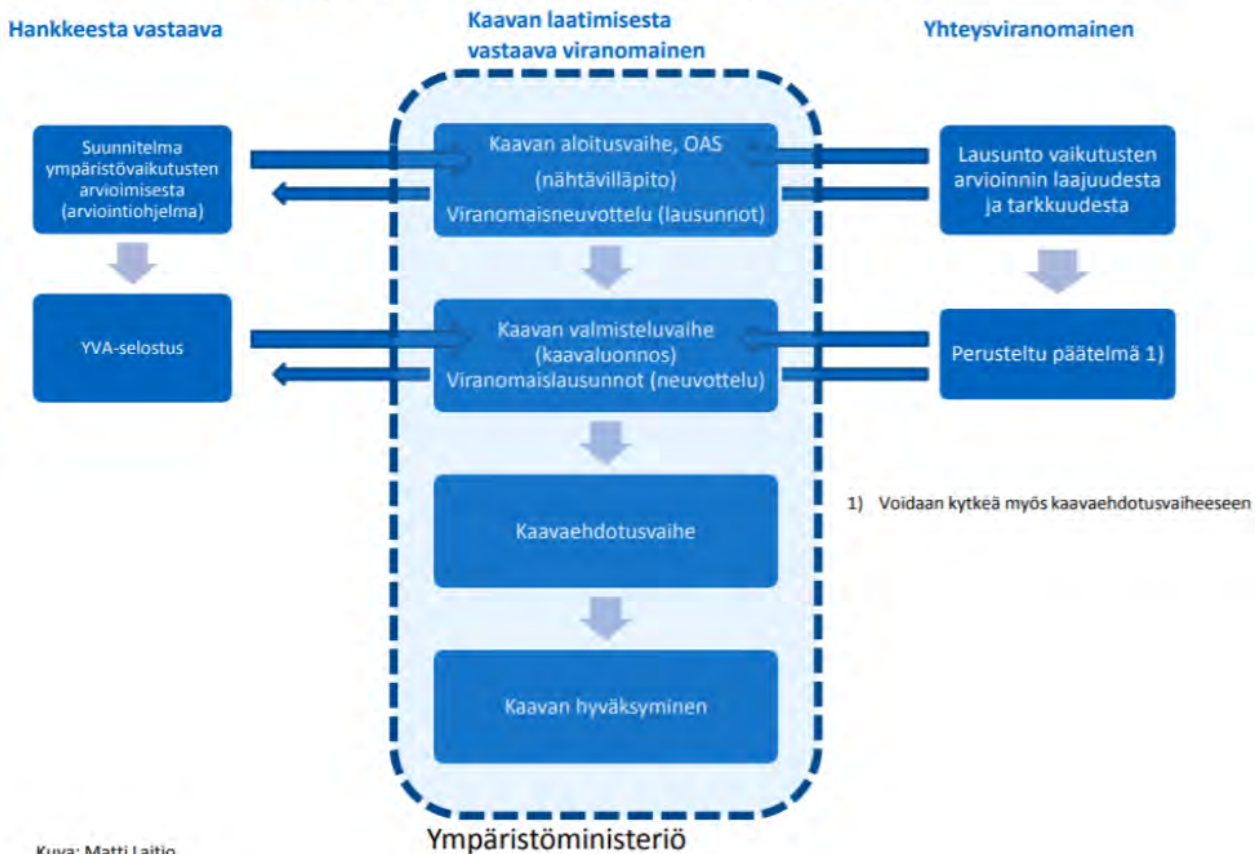 Hankkeesta vastaava
Kaavan laatimisesta
vastaava viranomainen
Yhteysviranomainen
Suunnitelma
ympäristövaikutusten
arvioimisesta
(arviointiohjelma)
Kaavan aloitusvaihe, OAS
(nähtävilläpito)
Viranomaisneuvottelu (lausunnot)
Lausunto vaikutusten
arvioinnin laajuudesta
ja tarkkuudesta
YVA-selostus
Kaavan valmisteluvaihe
(kaavaluonnos)
Viranomaislausunnot (neuvottelu)
Perusteltu päätelmä 1)
1) Voidaan kytkeä myös kaavaehdotusvaiheeseen
Kaavaehdotusvaihe
Kaavan hyväksyminen
Ympäristöministeriö
Kuva: Matti Laitio